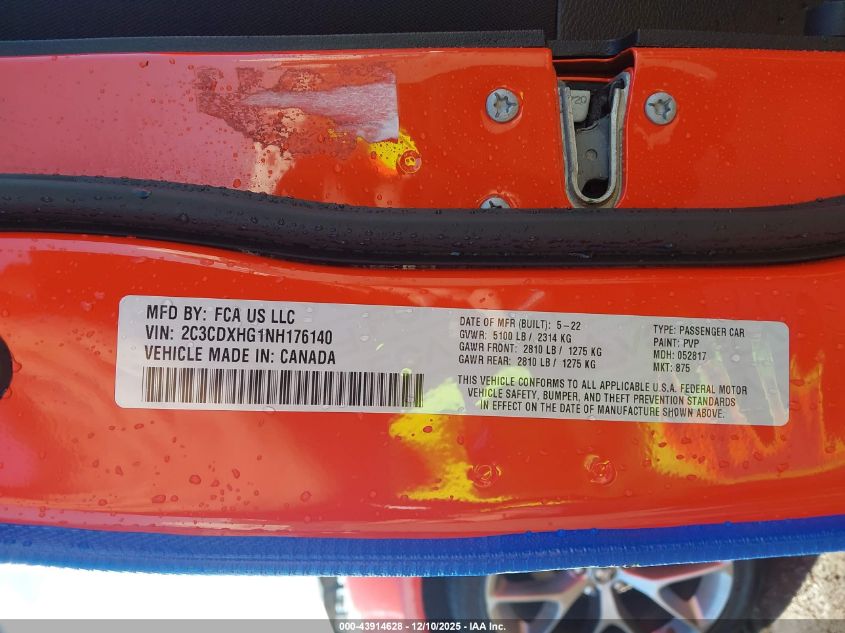 720
MFD BY: FCA US LLC
VIN: 2C3CDXHG1NH176140
VEHICLE MADE IN: CANADA
DATE OF MFR (BUILT): 5-22
GVWR: 5100 LB / 2314 KG
GAWR FRONT: 2810 LB / 1275 KG
GAWR REAR: 2810 LB / 1275 KG
TYPE: PASSENGER CAR
PAINT: PVP
MDH: 052817
MKT: 875
THIS VEHICLE CONFORMS TO ALL APPLICABLE U.S.A. FEDERAL MOTOR
VEHICLE SAFETY, BUMPER, AND THEFT PREVENTION STANDARDS
IN EFFECT ON THE DATE OF MANUFACTURE SHOWN ABOVE.
000-43914628 - 12/10/2025 - IAA Inc.